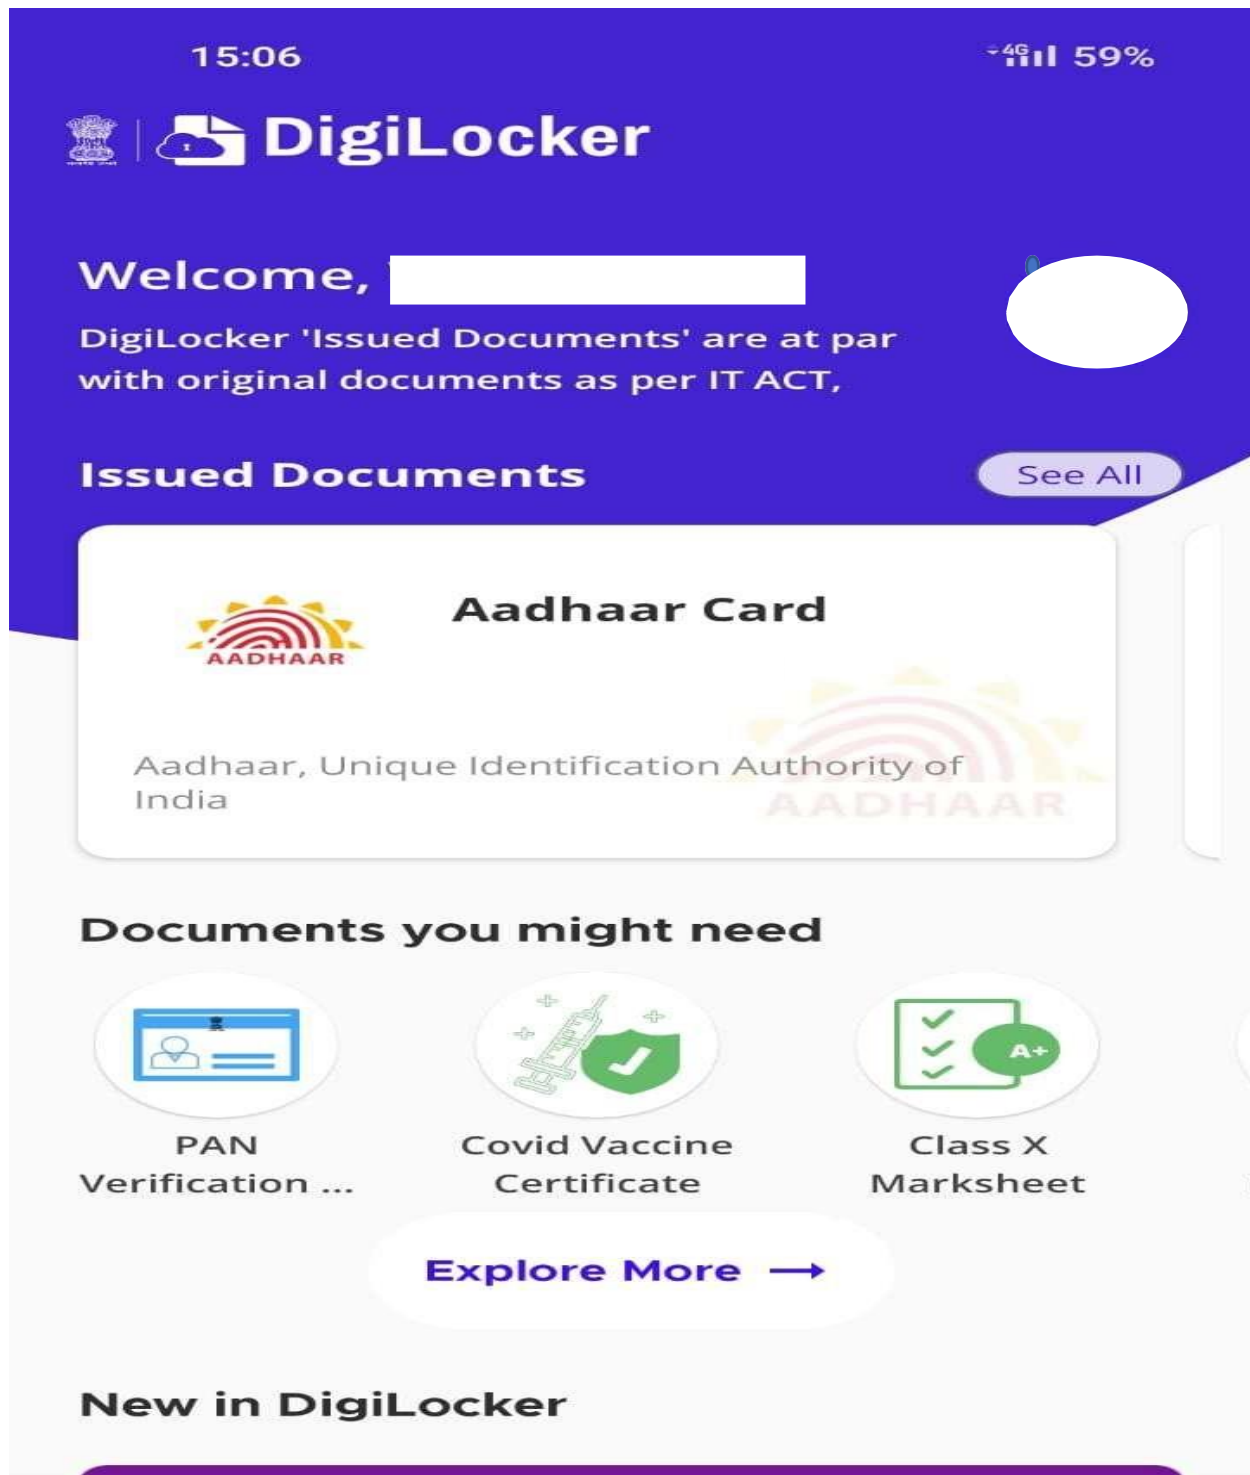 15:06
4G 59%
DigiLocker
Welcome,
DigiLocker 'Issued Documents' are at par
with original documents as per IT ACT,
Issued Documents
See All
Aadhaar Card
AADHAAR
Aadhaar, Unique Identification Authority of
India
AADHAAR
Documents you might need
A+
PAN
Verification ...
Covid Vaccine
Certificate
Class X
Marksheet
Explore More →
New in DigiLocker